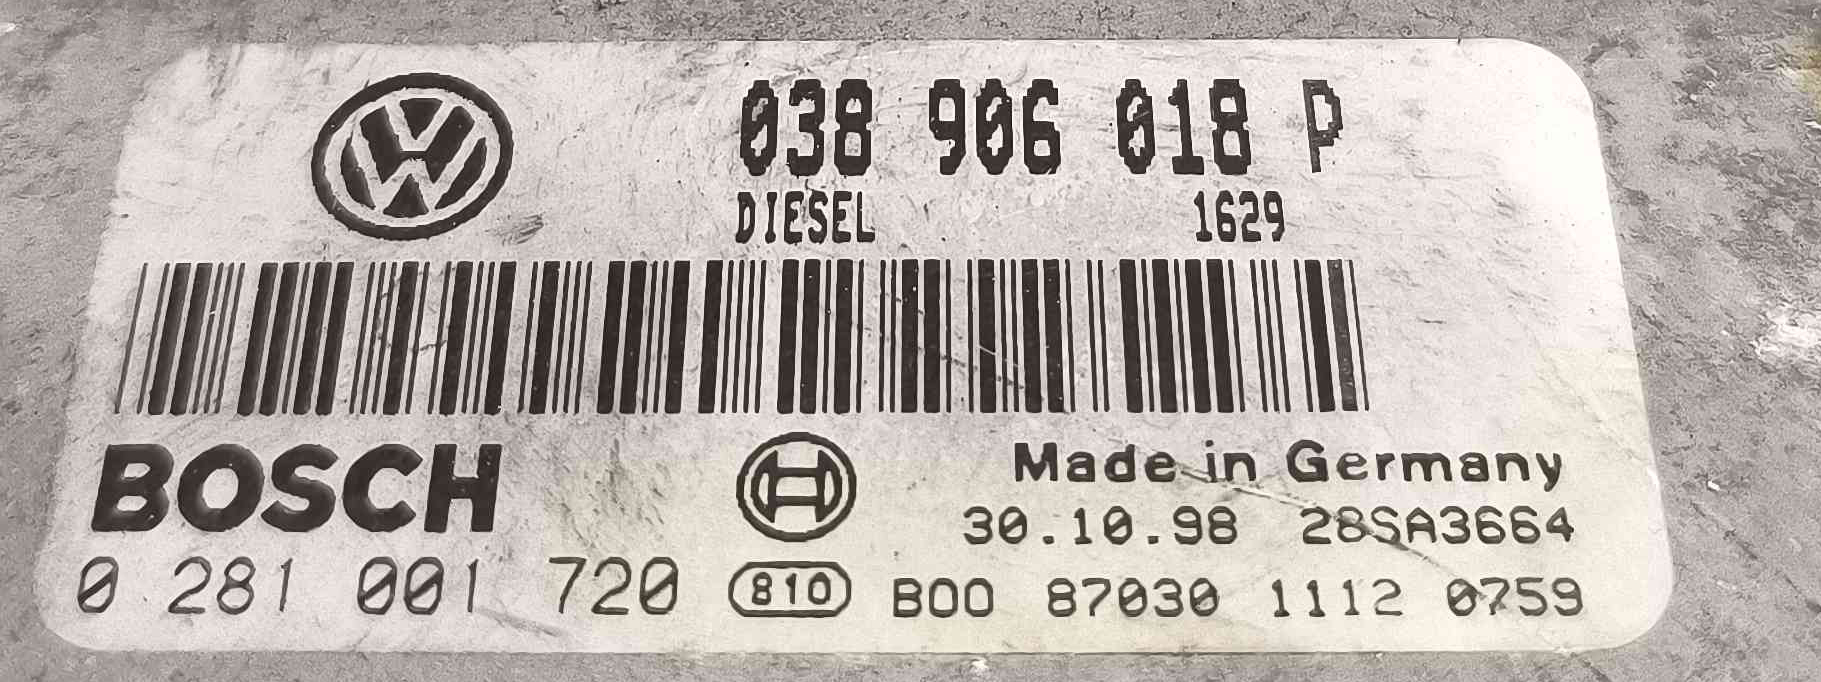 038 906 018 P
DIESEL 1629
BOSCH
Made in Germany
30.10.98 28SA3664
0 281 001 720 810 B00 87030 1112 0759